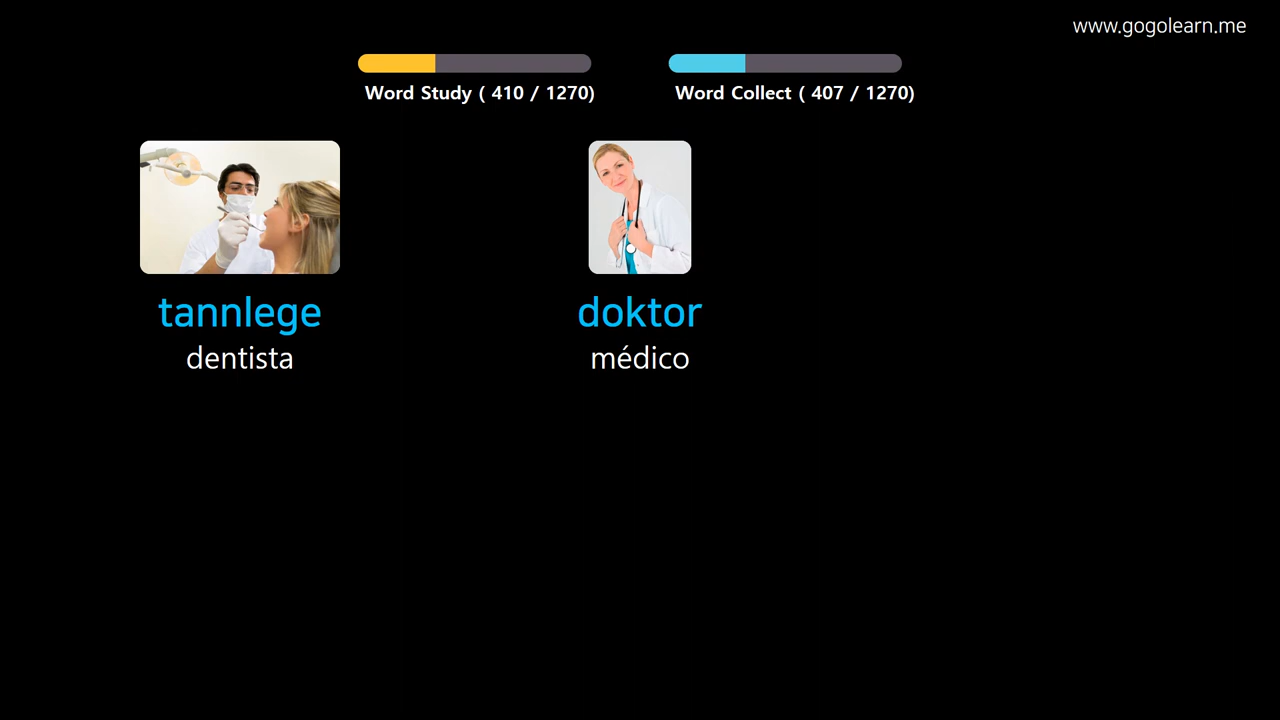 www.gogolearn.me
Word Study ( 410 / 1270)
Word Collect ( 407 / 1270)
tannlege
dentista
doktor
médico